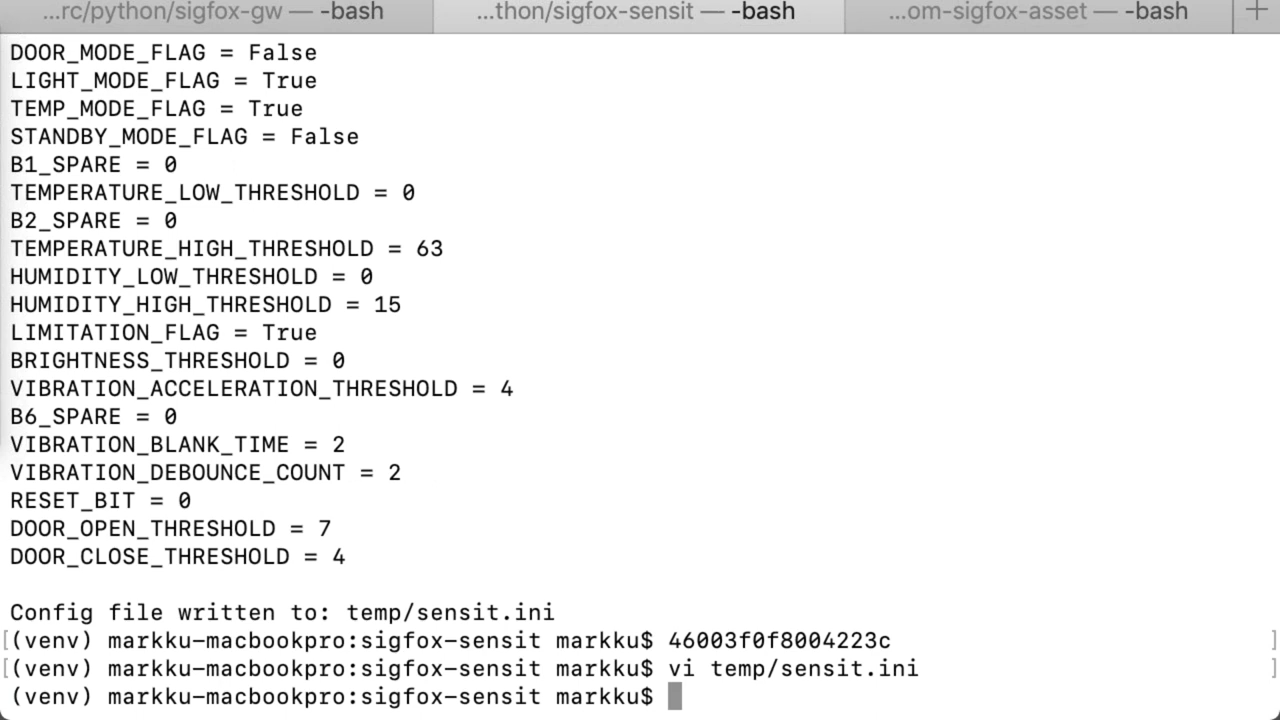 ...rc/python/sigfox-gw — -bash
...thon/sigfox-sensit — -bash
...om-sigfox-asset — -bash
+
DOOR_MODE_FLAG = False
LIGHT_MODE_FLAG = True
TEMP_MODE_FLAG = True
STANDBY_MODE_FLAG = False
B1_SPARE = 0
TEMPERATURE_LOW_THRESHOLD = 0
B2_SPARE = 0
TEMPERATURE_HIGH_THRESHOLD = 63
HUMIDITY_LOW_THRESHOLD = 0
HUMIDITY_HIGH_THRESHOLD = 15
LIMITATION_FLAG = True
BRIGHTNESS_THRESHOLD = 0
VIBRATION_ACCELERATION_THRESHOLD = 4
B6_SPARE = 0
VIBRATION_BLANK_TIME = 2
VIBRATION_DEBOUNCE_COUNT = 2
RESET_BIT = 0
DOOR_OPEN_THRESHOLD = 7
DOOR_CLOSE_THRESHOLD = 4
Config file written to: temp/sensit.ini
[(venv) markku-macbookpro:sigfox-sensit markku$ 46003f0f8004223c ]
[(venv) markku-macbookpro:sigfox-sensit markku$ vi temp/sensit.ini ]
(venv) markku-macbookpro:sigfox-sensit markku$